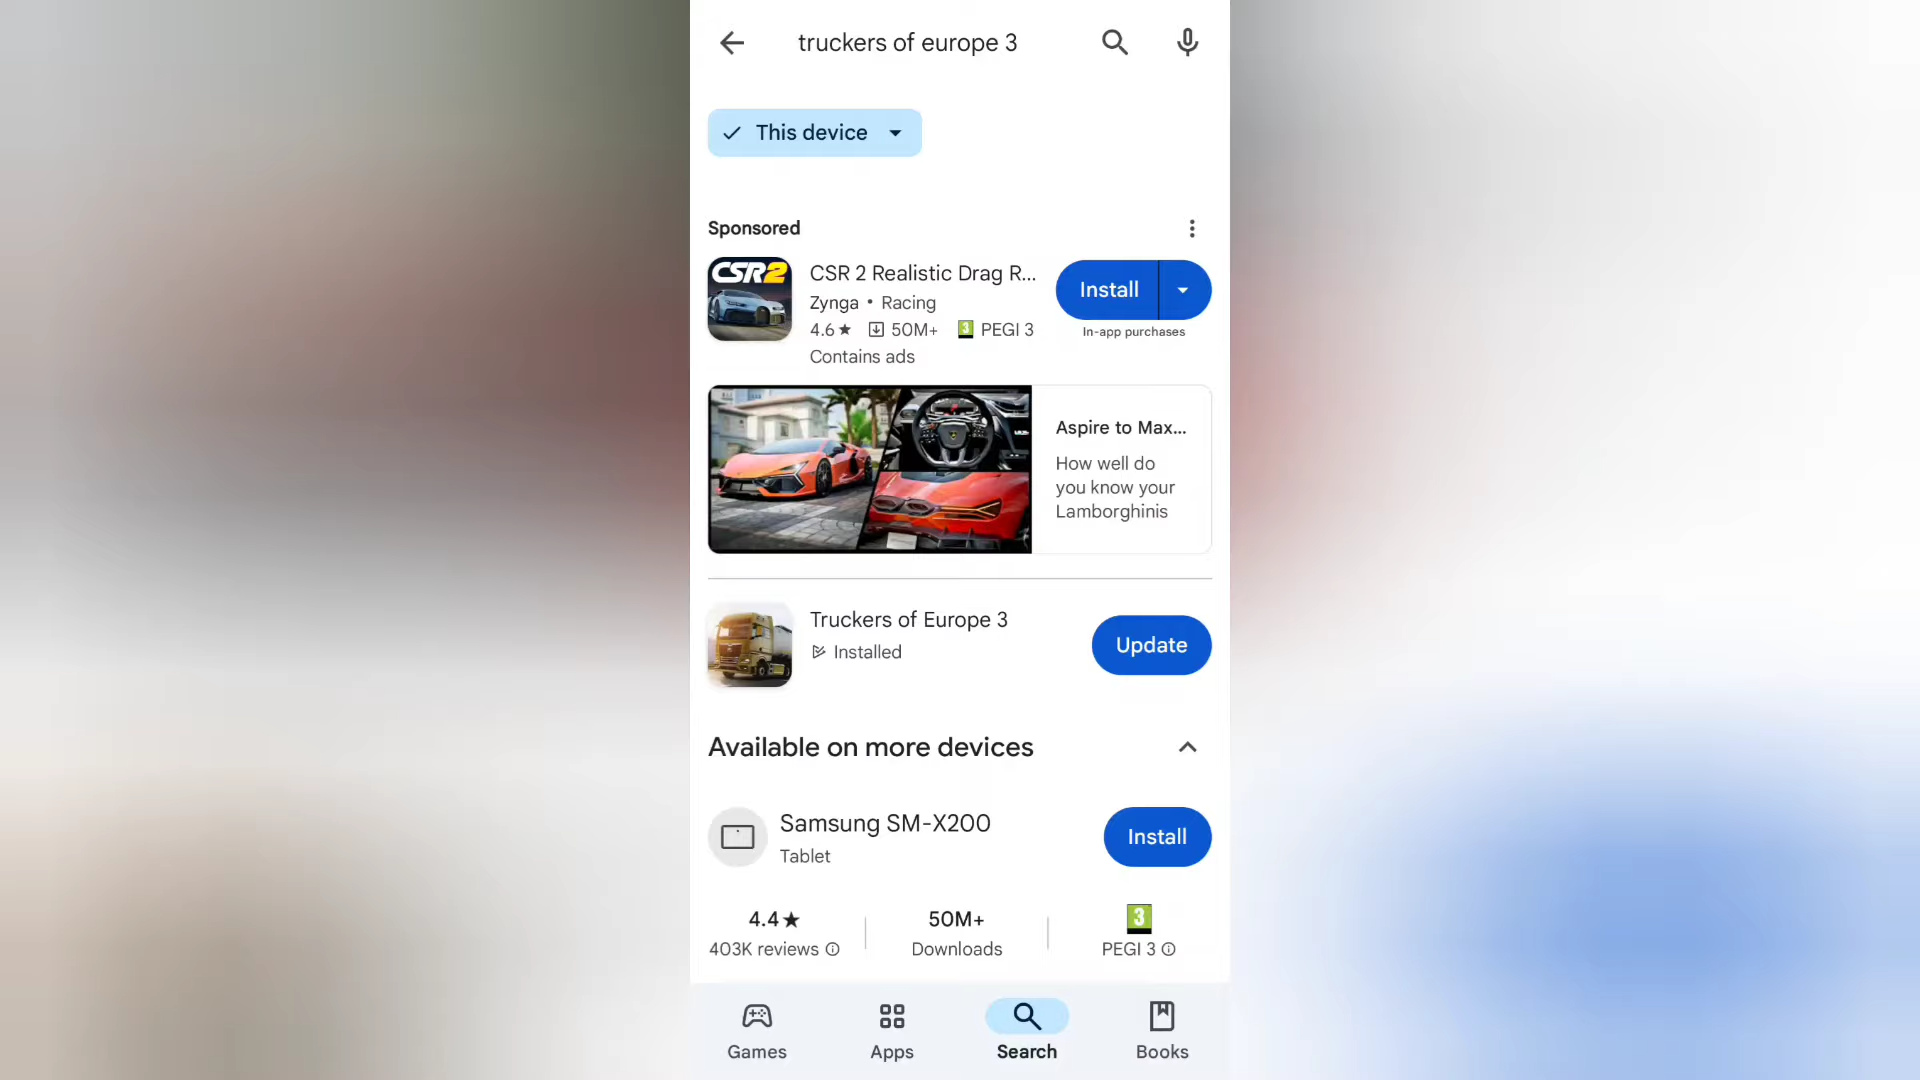 truckers of europe 3
This device
Sponsored
CSR2
CSR 2 Realistic Drag R...
Zynga • Racing
4.6★ 50M+ 3 PEGI 3
Contains ads
Install
In-app purchases
Aspire to Max...
How well do
you know your
Lamborghinis
Truckers of Europe 3
Installed
Update
Available on more devices
Samsung SM-X200
Tablet
Install
4.4★
403K reviews
50M+
Downloads
3
PEGI 3
Games
Apps
Search
Books